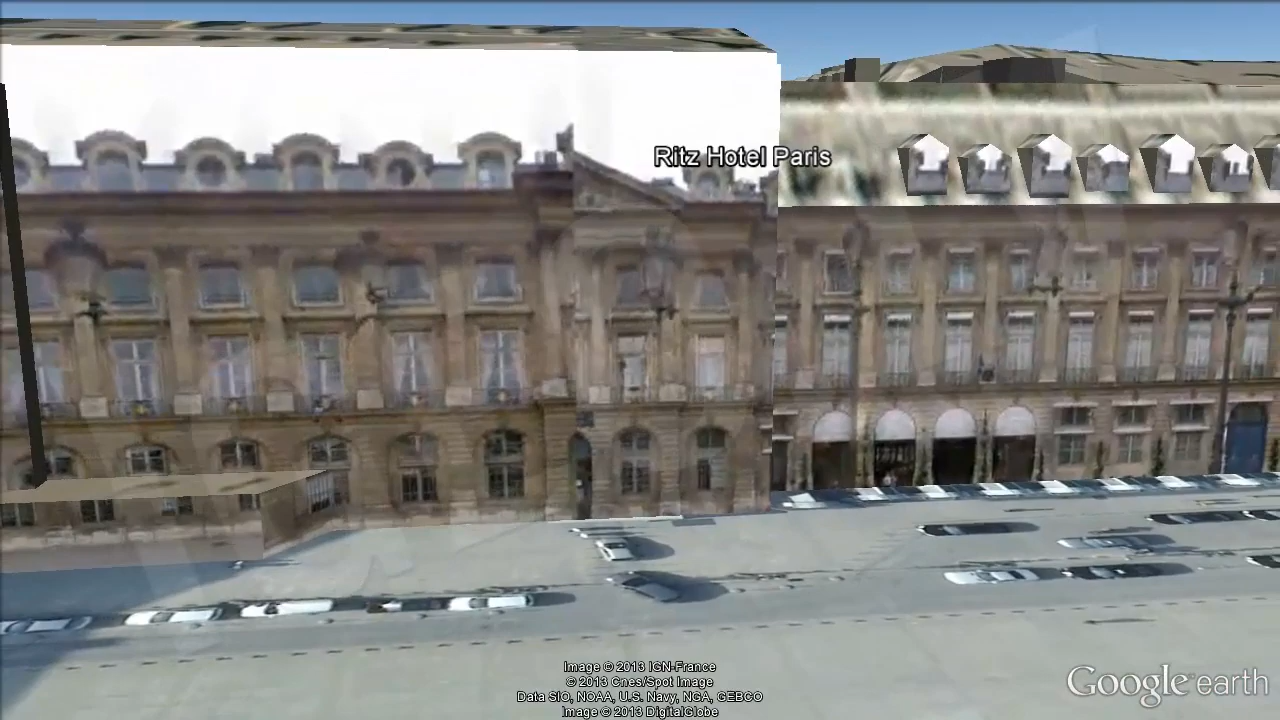 Ritz Hotel Paris
Image © 2013 IGN-France
© 2013 Cnes/Spot Image
Data SIO, NOAA, U.S. Navy, NGA, GEBCO
Image © 2013 DigitalGlobe
Google earth